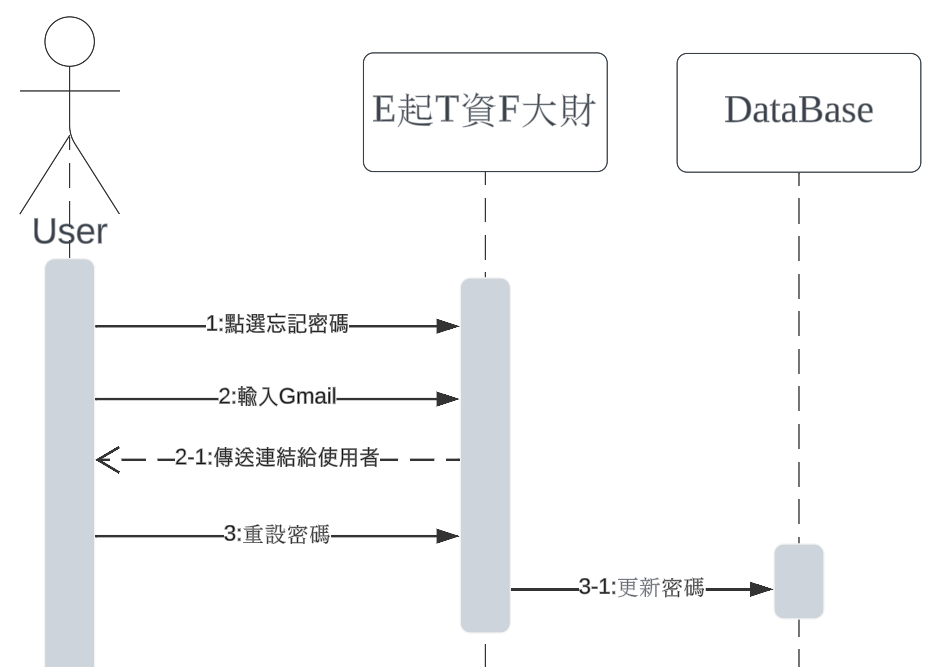 E起T資F大財
DataBase
User
1:點選忘記密碼
2:輸入Gmail
2-1:傳送連結給使用者
3:重設密碼
3-1:更新密碼